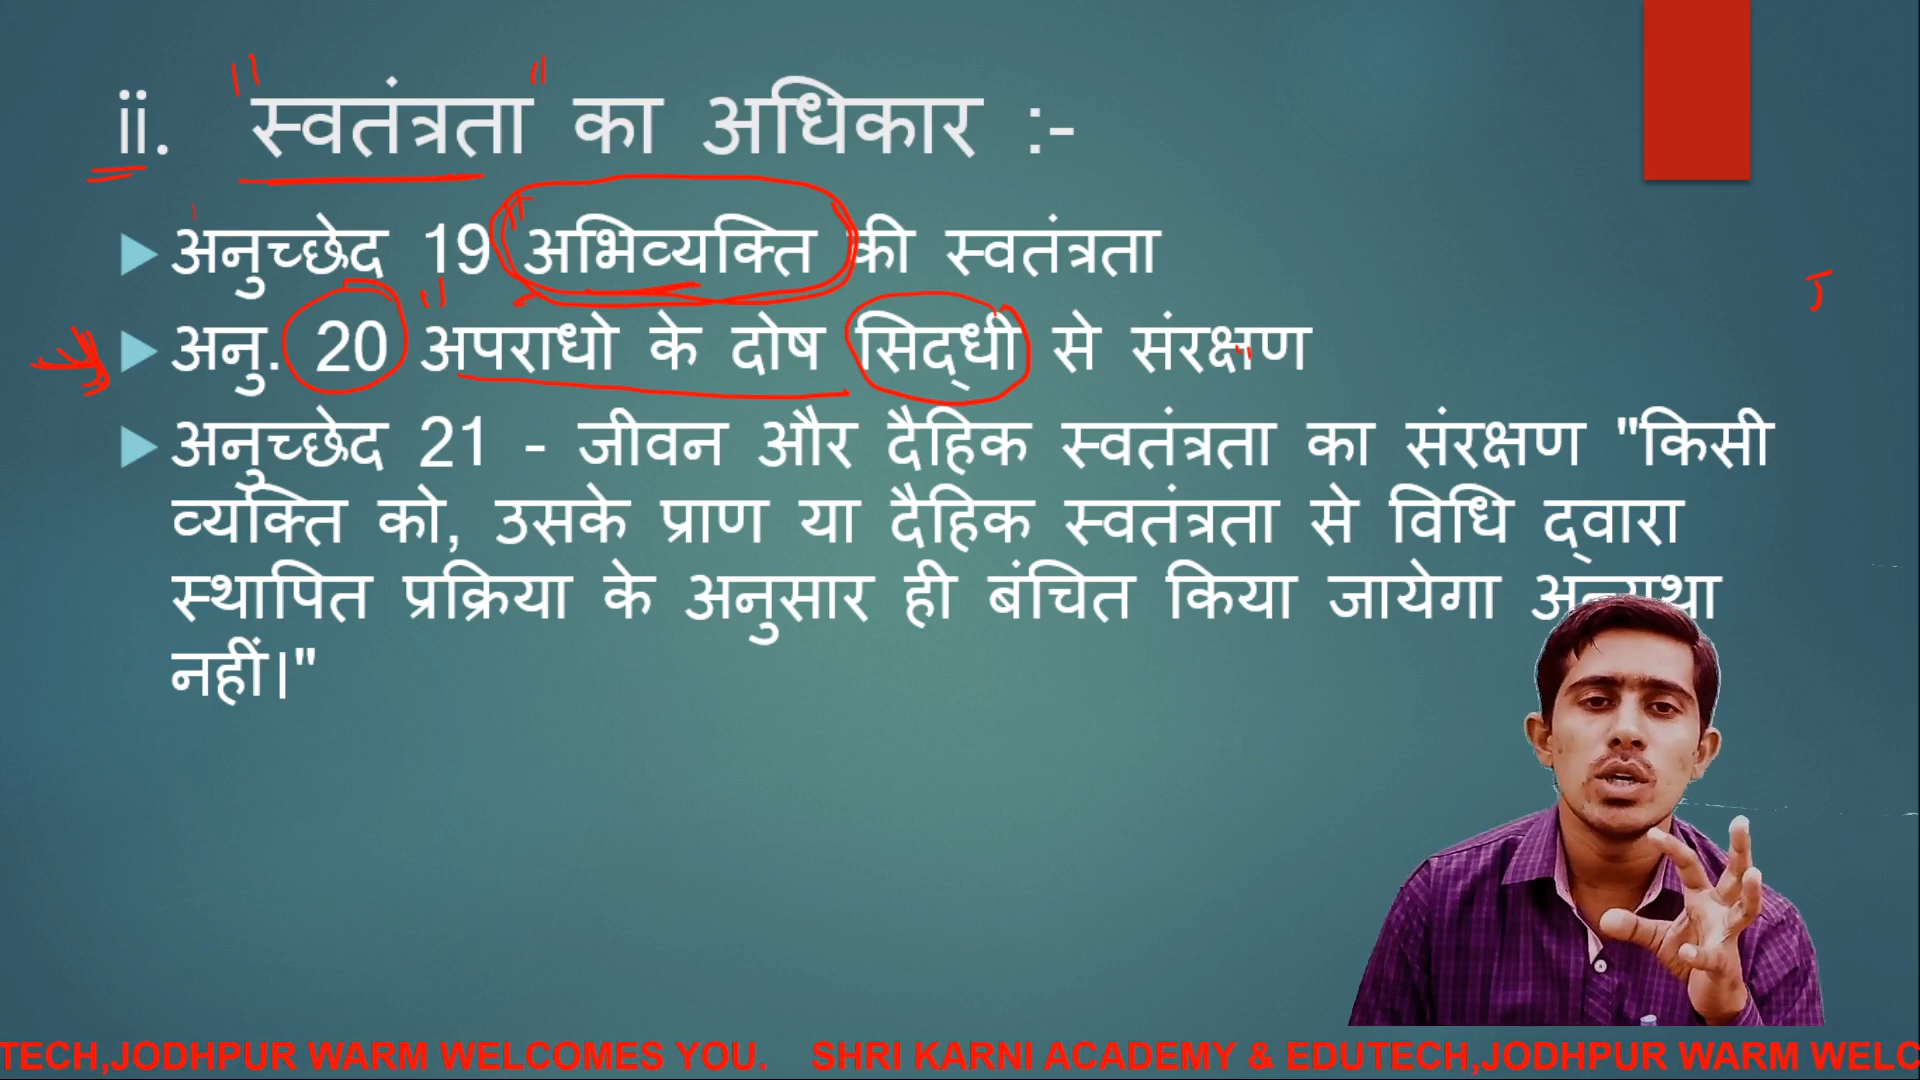 ii. स्वतंत्रता का अधिकार :-
अनुच्छेद 19 अभिव्यक्ति की स्वतंत्रता
अनु. 20 अपराधो के दोष सिद्धी से संरक्षण
अनुच्छेद 21 - जीवन और दैहिक स्वतंत्रता का संरक्षण "किसी
व्यक्ति को, उसके प्राण या दैहिक स्वतंत्रता से विधि द्वारा
स्थापित प्रक्रिया के अनुसार ही बंचित किया जायेगा अन्यथा
नहीं।"
TECH,JODHPUR WARM WELCOMES YOU. SHRI KARNI ACADEMY & EDUTECH,JODHPUR WARM WELC